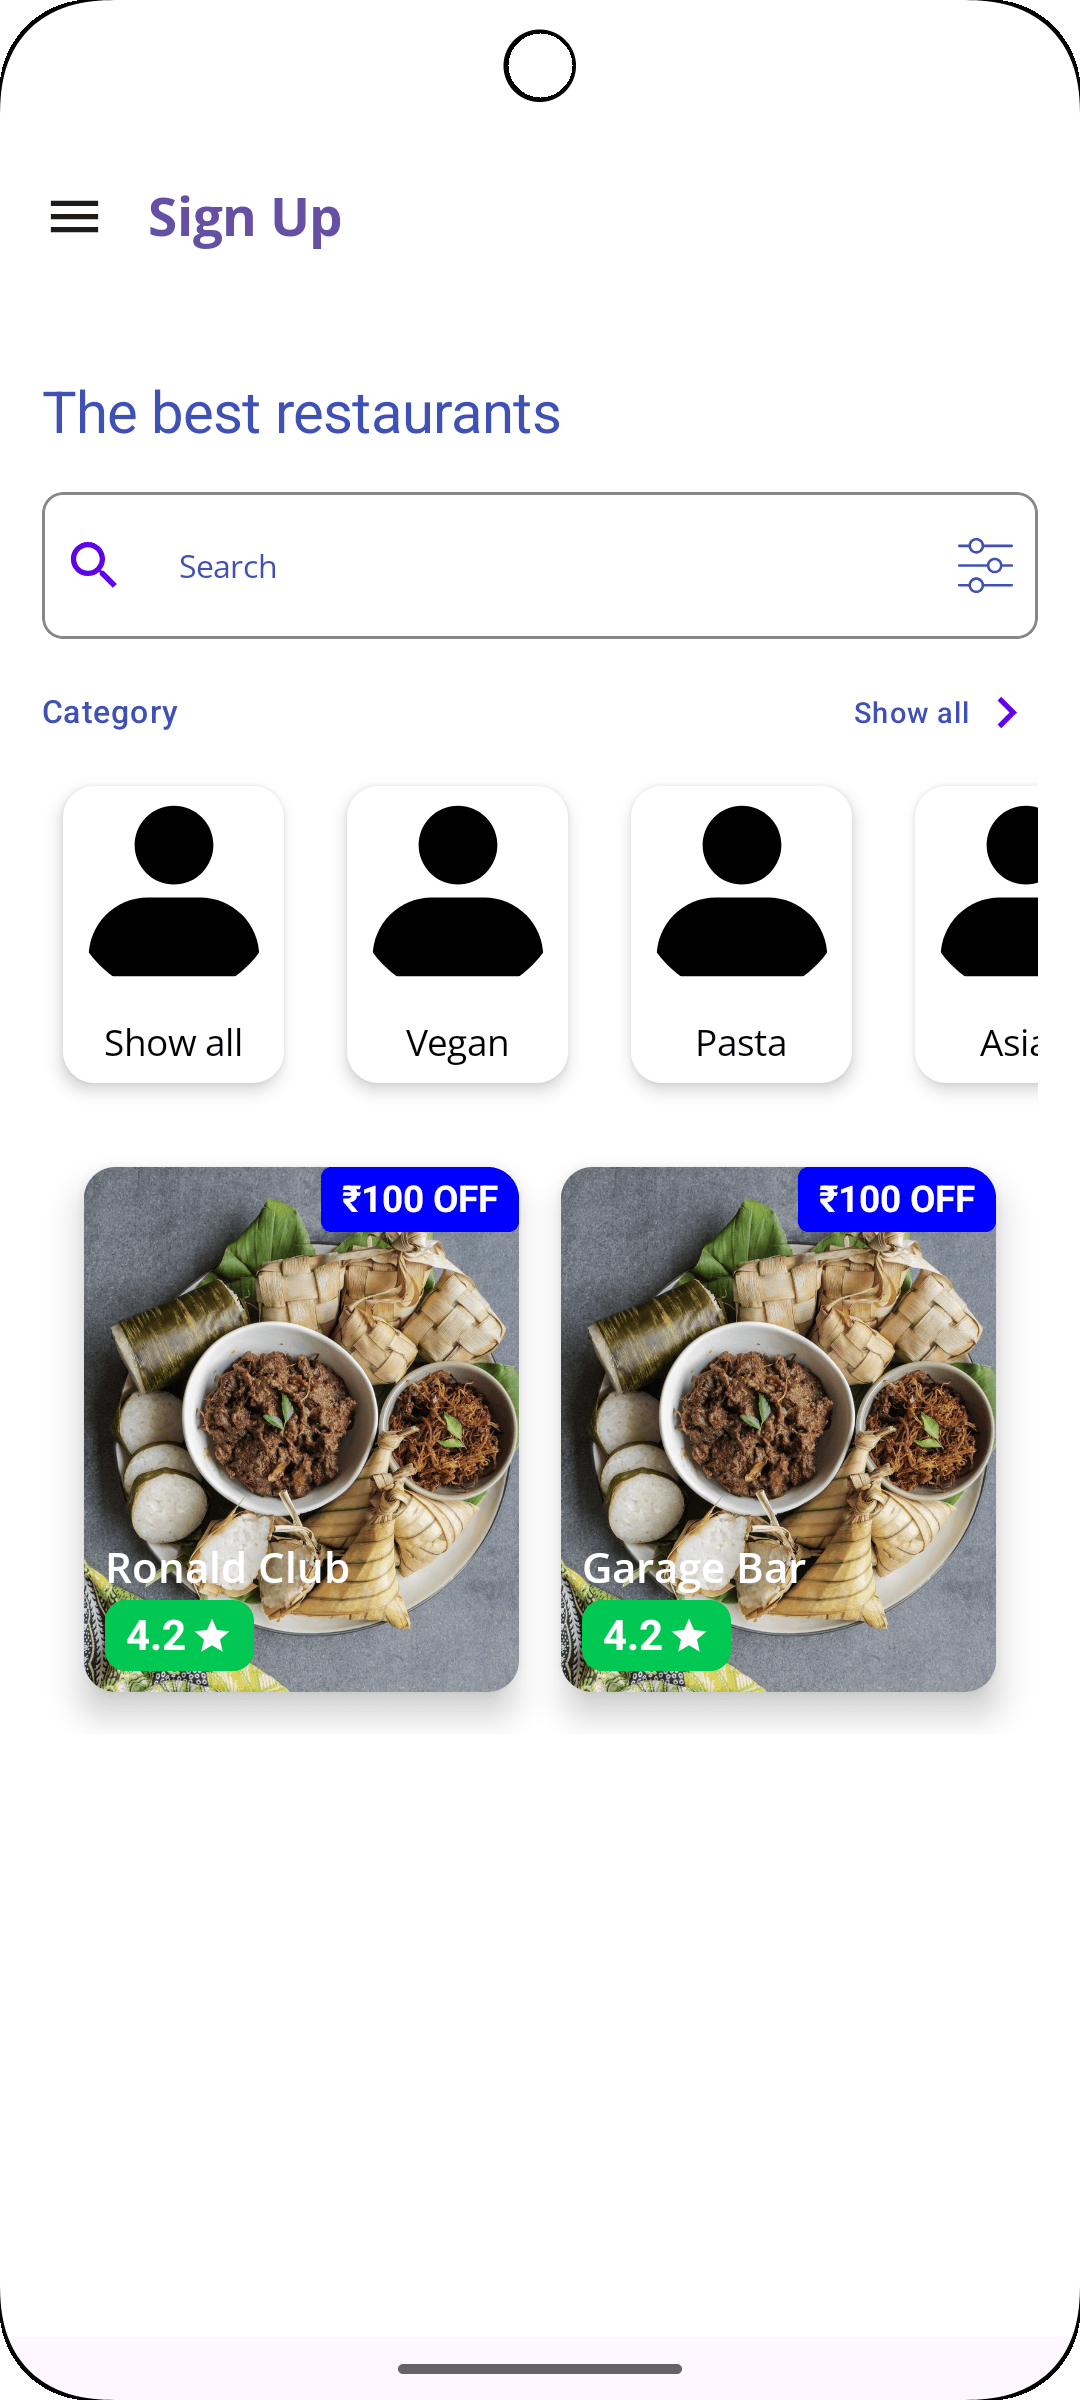 Sign Up
The best restaurants
Search
Category
Show all
Show all
Vegan
Pasta
Asia
₹100 OFF
₹100 OFF
Ronald Club
Garage Bar
4.2
4.2